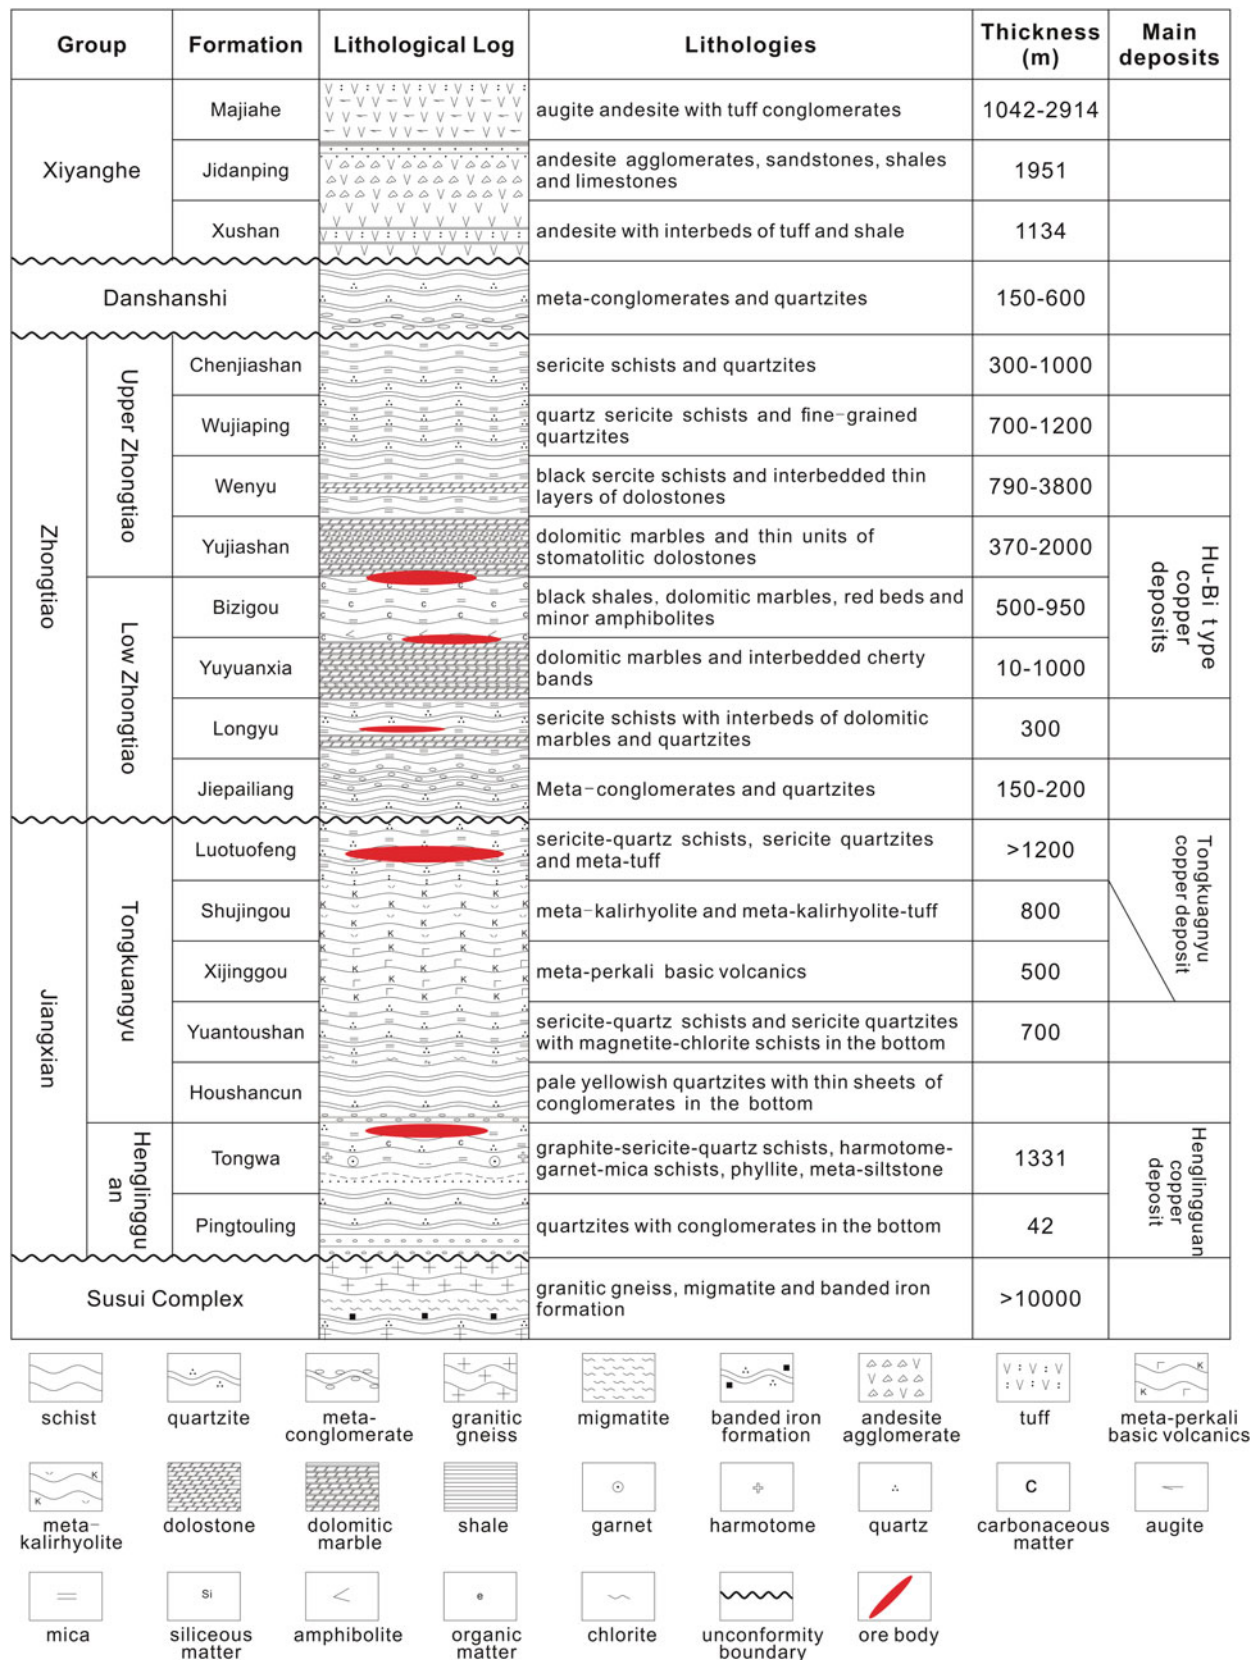 Group Formation Lithological Log Lithologies Thickness (m) Main deposits
Xiyanghe
Majiahe
augite andesite with tuff conglomerates
1042-2914
Jidanping
andesite agglomerates, sandstones, shales
and limestones
1951
Xushan
andesite with interbeds of tuff and shale
1134
Danshanshi
meta-conglomerates and quartzites
150-600
Zhongtiao
Upper Zhongtiao
Chenjiashan
sericite schists and quartzites
300-1000
Wujiaping
quartz sericite schists and fine-grained
quartzites
700-1200
Wenyu
black sercite schists and interbedded thin
layers of dolostones
790-3800
Yujiashan
dolomitic marbles and thin units of
stomatolitic dolostones
370-2000
Hu-Bi type
copper
deposits
Low Zhongtiao
Bizigou
black shales, dolomitic marbles, red beds and
minor amphibolites
500-950
Yuyuanxia
dolomitic marbles and interbedded cherty
bands
10-1000
Longyu
sericite schists with interbeds of dolomitic
marbles and quartzites
300
Jiepailiang
Meta-conglomerates and quartzites
150-200
Jiangxian
Tongkuangyu
Luotuofeng
sericite-quartz schists, sericite quartzites
and meta-tuff
>1200
Tongkuagnyu
copper deposit
Shujingou
meta-kalirhyolite and meta-kalirhyolite-tuff
800
Xijinggou
meta-perkali basic volcanics
500
Yuantoushan
sericite-quartz schists and sericite quartzites
with magnetite-chlorite schists in the bottom
700
Houshancun
pale yellowish quartzites with thin sheets of
conglomerates in the bottom
Henglinggu
an
Tongwa
graphite-sericite-quartz schists, harmotome-
garnet-mica schists, phyllite, meta-siltstone
1331
Henglingguan
copper
deposit
Pingtouling
quartzites with conglomerates in the bottom
42
Susui Complex
granitic gneiss, migmatite and banded iron
formation
>10000
schist
quartzite
meta-
conglomerate
granitic
gneiss
migmatite
banded iron
formation
andesite
agglomerate
tuff
meta-perkali
basic volcanics
K
K
meta-
kalirhyolite
dolostone
dolomitic
marble
shale
garnet
harmotome
quartz
C
carbonaceous
matter
augite
mica
Si
siliceous
matter
amphibolite
e
organic
matter
chlorite
unconformity
boundary
ore body